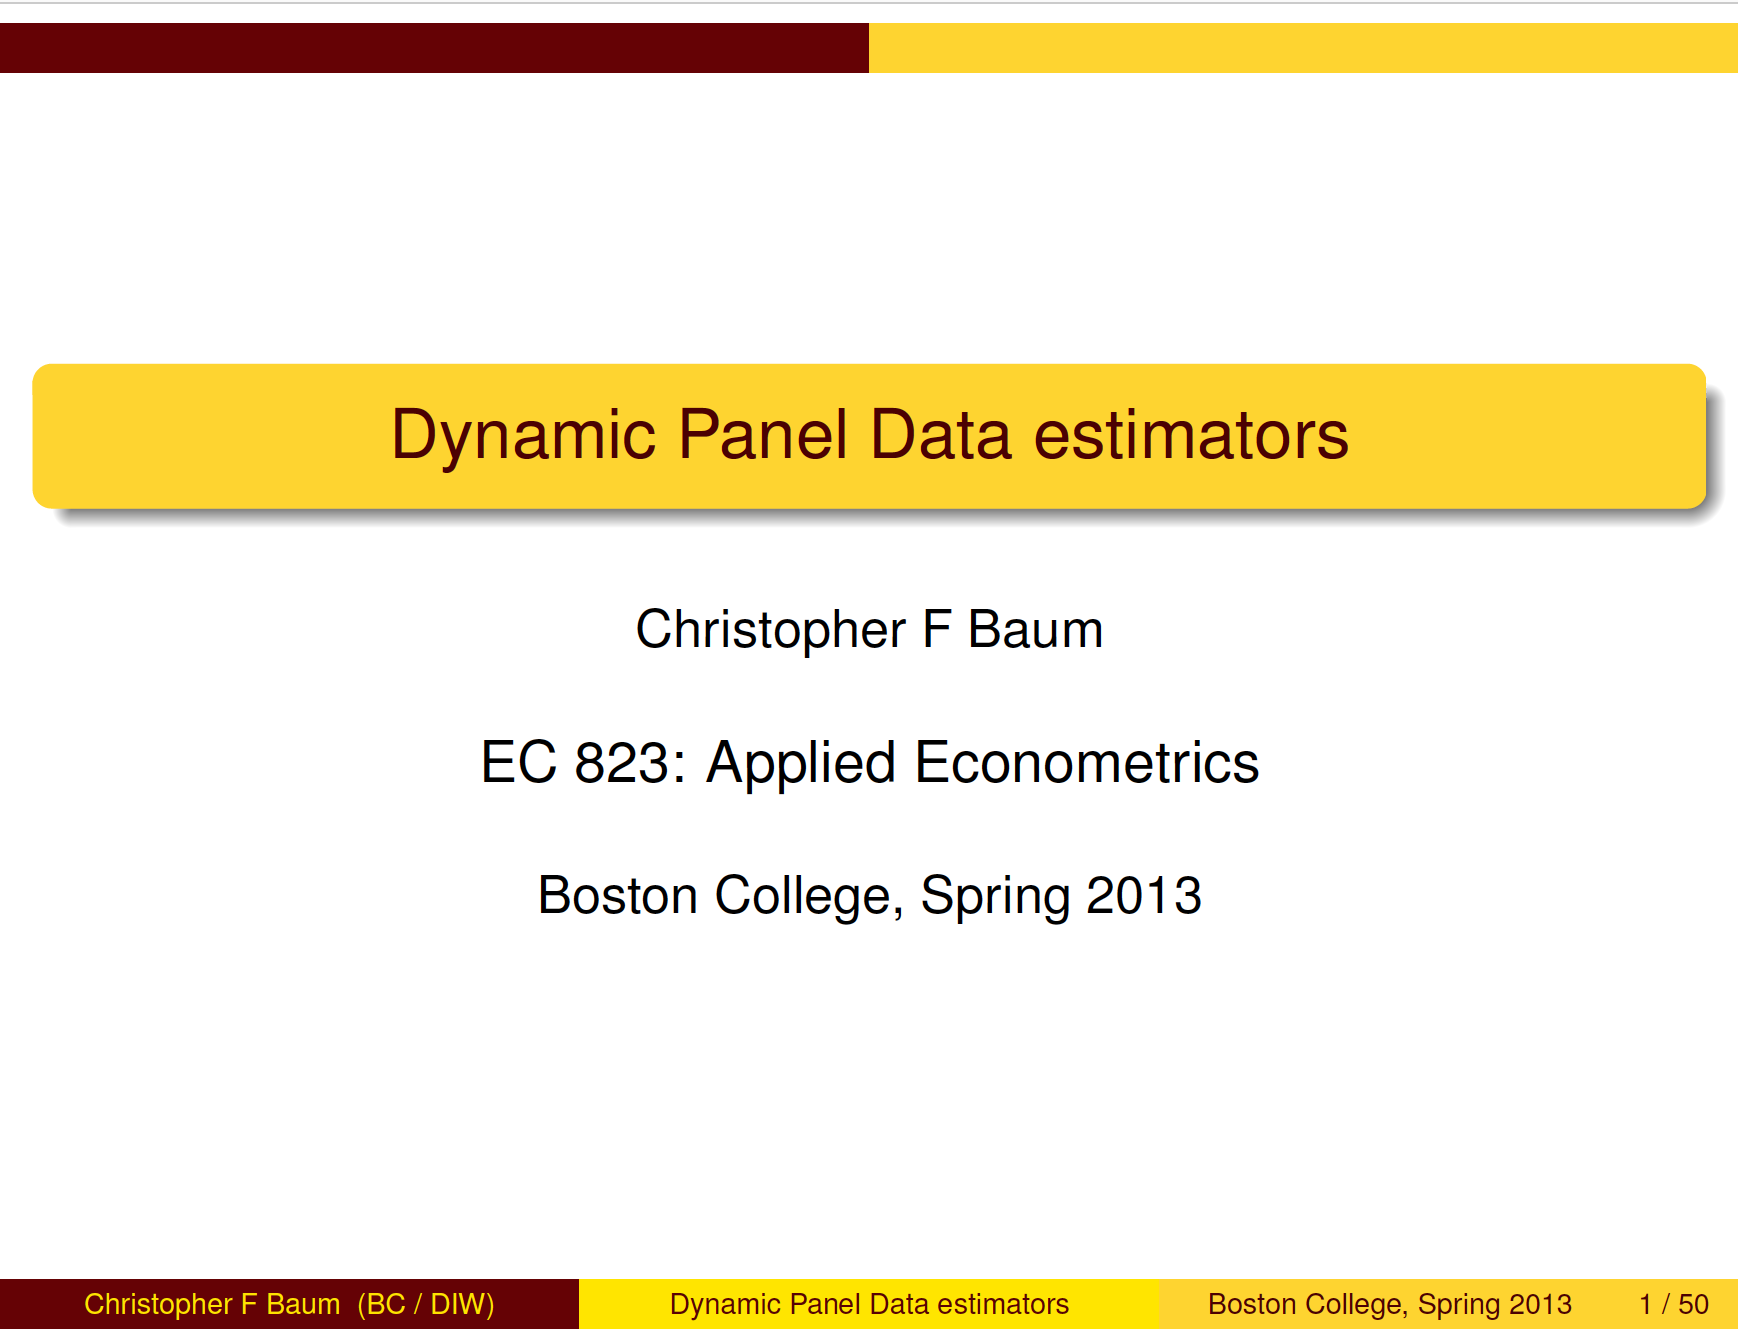 Dynamic Panel Data estimators
Christopher F Baum
EC 823: Applied Econometrics
Boston College, Spring 2013
Christopher F Baum (BC / DIW) Dynamic Panel Data estimators Boston College, Spring 2013 1 / 50